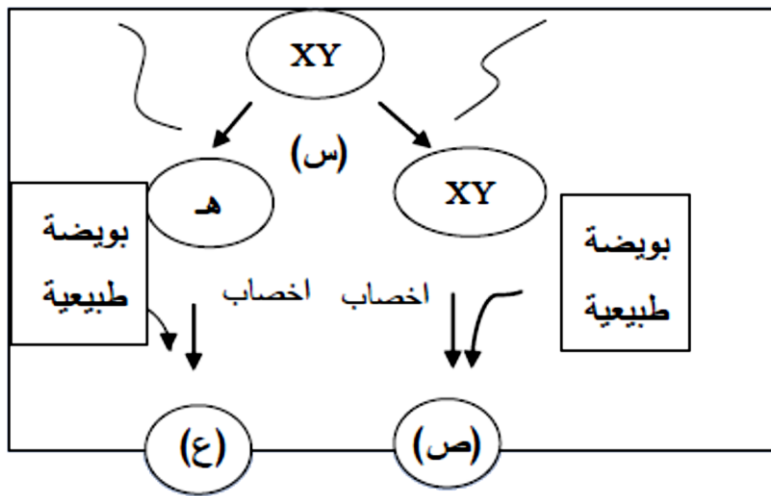 XY
(س)
هـ
XY
بويضة
طبيعية
بويضة
طبيعية
اخصاب
اخصاب
(ع)
(ص)